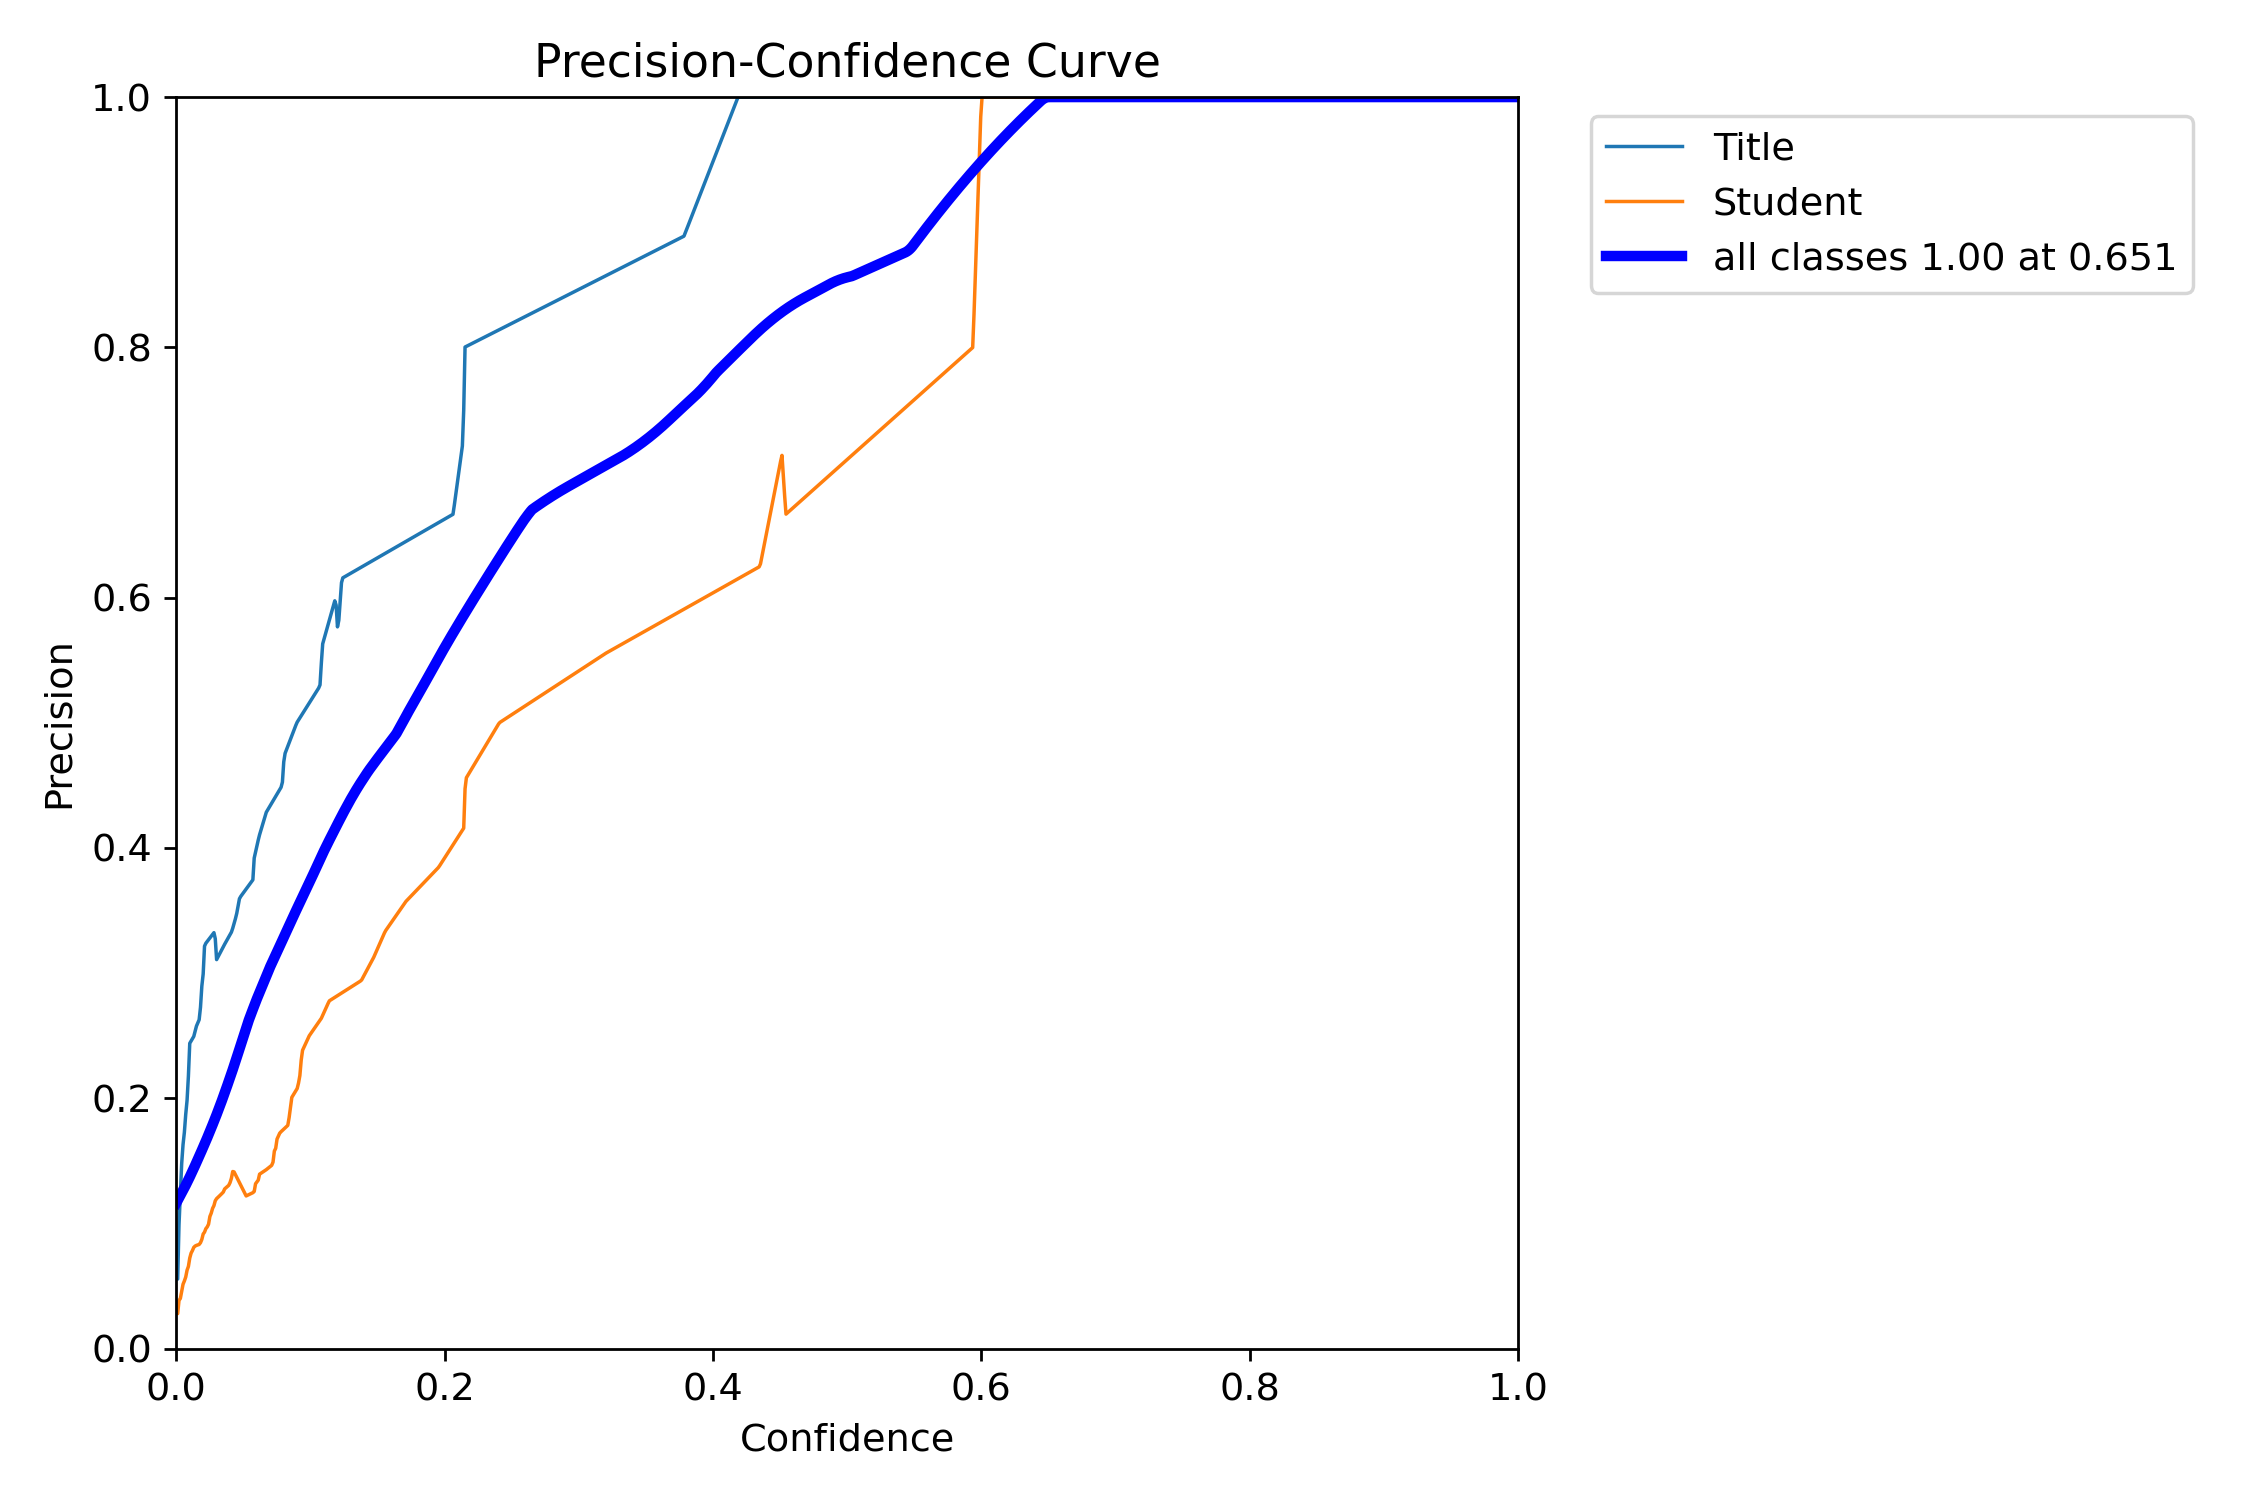 Precision-Confidence Curve
1.0
0.8
0.6
0.4
0.2
0.0
Precision
0.0 0.2 0.4 0.6 0.8 1.0
Confidence
Title
Student
all classes 1.00 at 0.651